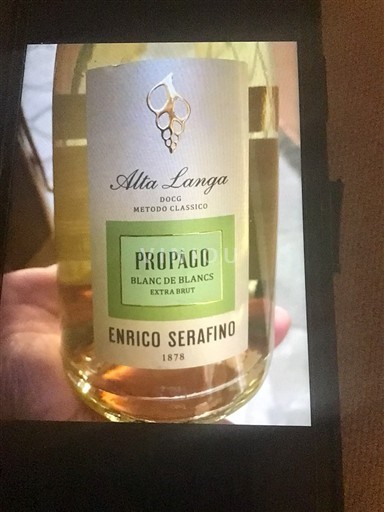 Alta Langa
DOCG
METODO CLASSICO
PROPAGO
BLANC DE BLANCS
EXTRA BRUT
ENRICO SERAFINO
1878